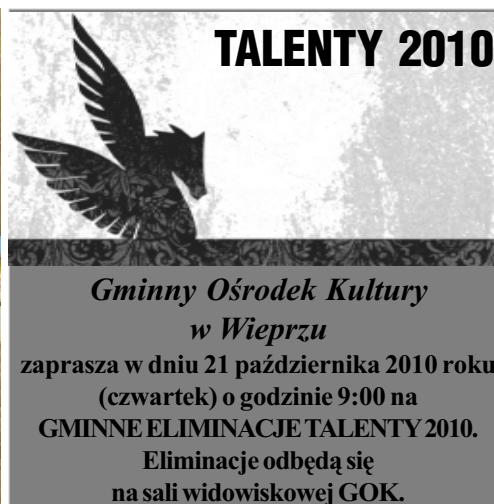 TALENTY 2010
Gminny Ośrodek Kultury
w Wieprzu
zaprasza w dniu 21 października 2010 roku
(czwartek) o godzinie 9:00 na
GMINNE ELIMINACJE TALENTY 2010.
Eliminacje odbędą się
na sali widowiskowej GOK.